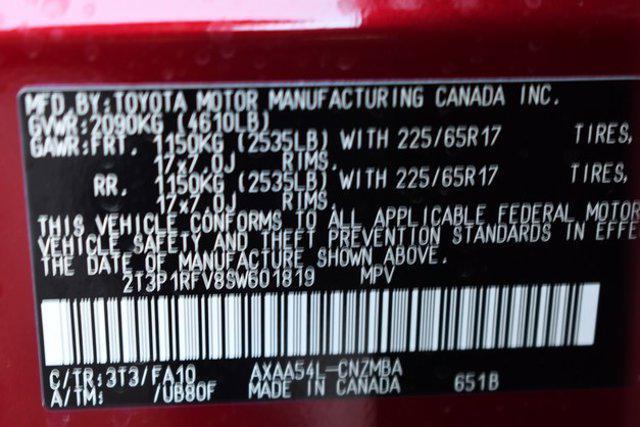 MFD.BY:TOYOTA MOTOR MANUFACTURING CANADA INC.
GVWR:2090KG (4610LB)
GAWR:FRT. 1150KG (2535LB) WITH 225/65R17 TIRES,
17x7.0J RIMS.
RR. 1150KG (2535LB) WITH 225/65R17 TIRES,
17x7.0J RIMS.
THIS VEHICLE CONFORMS TO ALL APPLICABLE FEDERAL MOTOR
VEHICLE SAFETY AND THEFT PREVENTION STANDARDS IN EFFE
THE DATE OF MANUFACTURE SHOWN ABOVE.
2T3P1RFV8SW601819 MPV
C/TR:3T3/FA10 AXAA54L-CNZMBA
A/TM: /UB80F MADE IN CANADA 651B